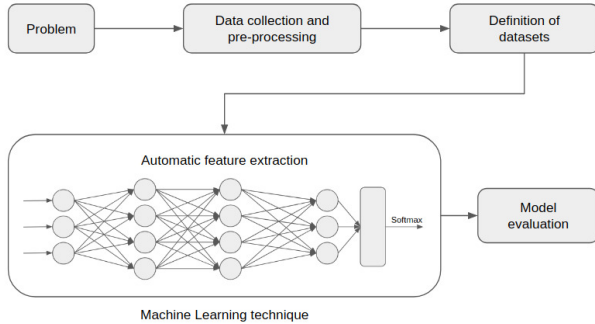 Problem
Data collection and
pre-processing
Definition of
datasets
Automatic feature extraction
Softmax
Model
evaluation
Machine Learning technique